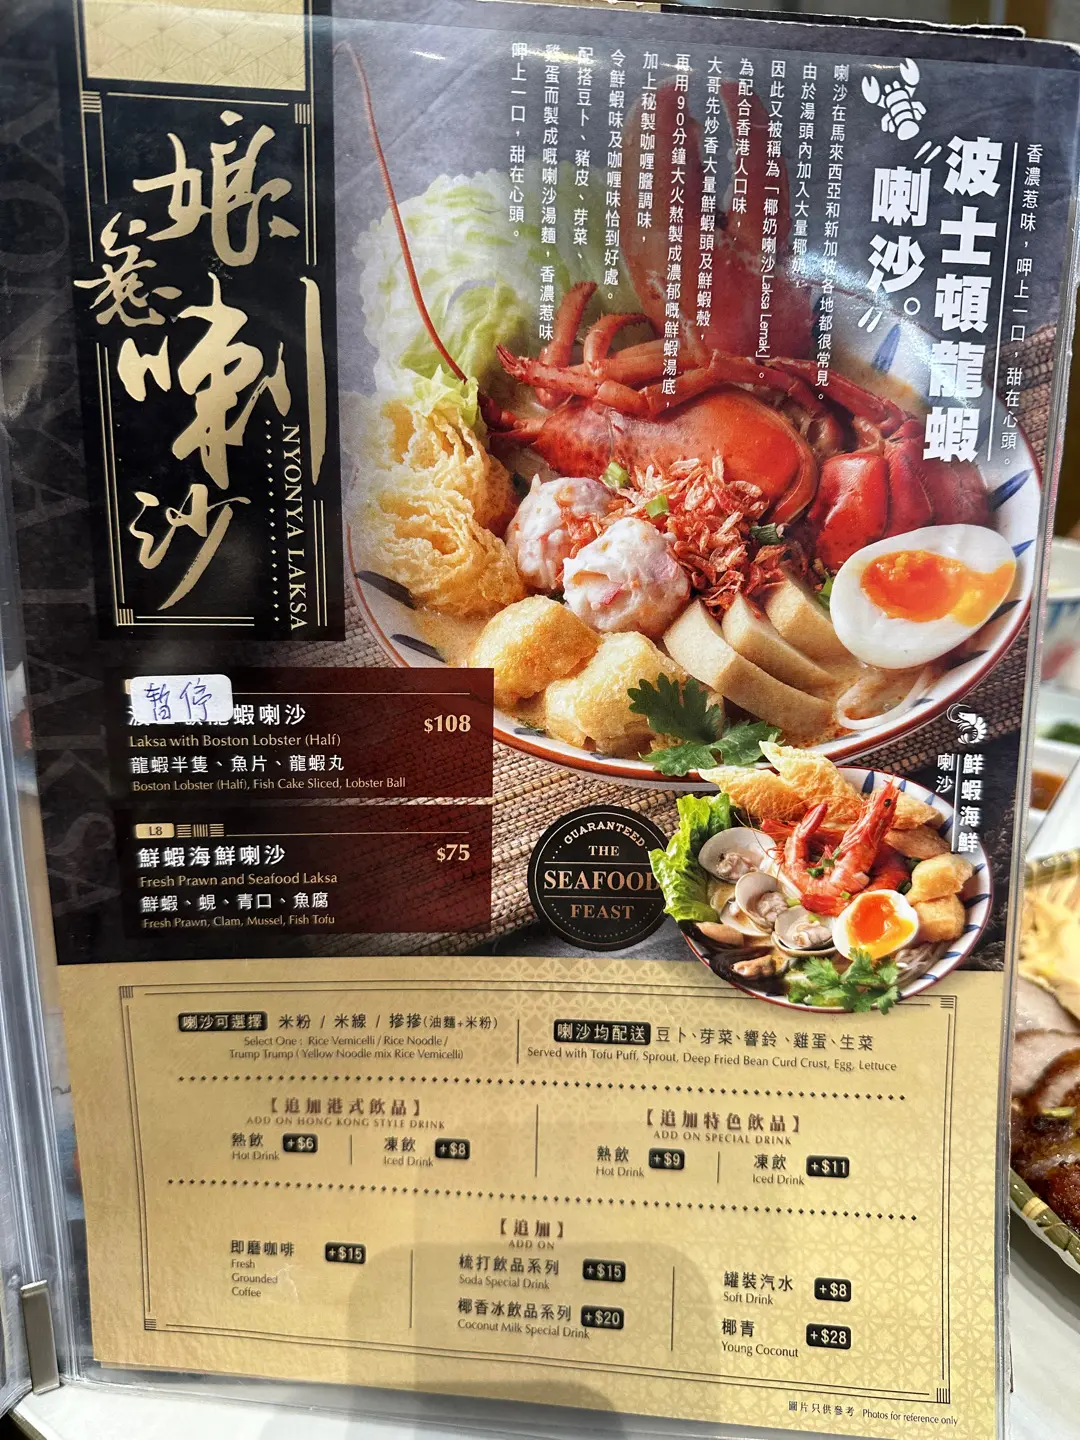 香濃惹味，呷上一口，甜在心頭。
波士頓龍蝦
"喇沙。"
喇沙在馬來西亞和新加坡各地都很常見。
由於湯頭內加入大量椰奶，
因此又被稱為「椰奶喇沙Laksa Lemak」。
為配合香港人口味，
大哥先炒香大量鮮蝦頭及鮮蝦殼，
再用90分鐘大火熬製成濃郁嘅鮮蝦湯底，
加上秘製咖喱膽調味，
令鮮蝦味及咖喱味恰到好處。
配搭豆卜、豬皮、芽菜、
雞蛋而製成嘅喇沙湯麵，香濃惹味
呷上一口，甜在心頭。
娘惹喇沙
NYONYA LAKSA
NYONYA LAKSA
暫停
龍蝦喇沙
$108
Laksa with Boston Lobster (Half)
龍蝦半隻、魚片、龍蝦丸
Boston Lobster (Half), Fish Cake Sliced, Lobster Ball
L8
鮮蝦海鮮喇沙
$75
Fresh Prawn and Seafood Laksa
鮮蝦、蜆、青口、魚腐
Fresh Prawn, Clam, Mussel, Fish Tofu
GUARANTEED
THE
SEAFOOD
FEAST
鮮蝦海鮮
喇沙
喇沙可選擇 米粉 / 米線 / 摻摻(油麵+米粉)
Select One : Rice Vernicelli / Rice Noodle /
Trump Trump ( Yellow Noodle mix Rice Vernicelli)
喇沙均配送 豆卜、芽菜、響鈴、雞蛋、生菜
Served with Tofu Puff, Sprout, Deep Fried Bean Curd Crust, Egg, Lettuce
【追加港式飲品】
ADD ON HONG KONG STYLE DRINK
熱飲 +$6
Hot Drink
凍飲 +$8
Iced Drink
【追加特色飲品】
ADD ON SPECIAL DRINK
熱飲 +$9
Hot Drink
凍飲 +$11
Iced Drink
【追加】
ADD ON
即磨咖啡 +$15
Fresh
Grounded
Coffee
梳打飲品系列 +$15
Soda Special Drink
椰香冰飲品系列 +$20
Coconut Milk Special Drink
罐裝汽水 +$8
Soft Drink
椰青 +$28
Young Coconut
圖片只供參考 Photos for reference only